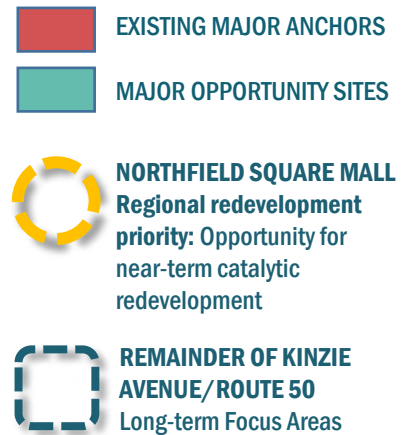 EXISTING MAJOR ANCHORS
MAJOR OPPORTUNITY SITES
NORTHFIELD SQUARE MALL
Regional redevelopment
priority: Opportunity for
near-term catalytic
redevelopment
REMAINDER OF KINZIE
AVENUE/ROUTE 50
Long-term Focus Areas